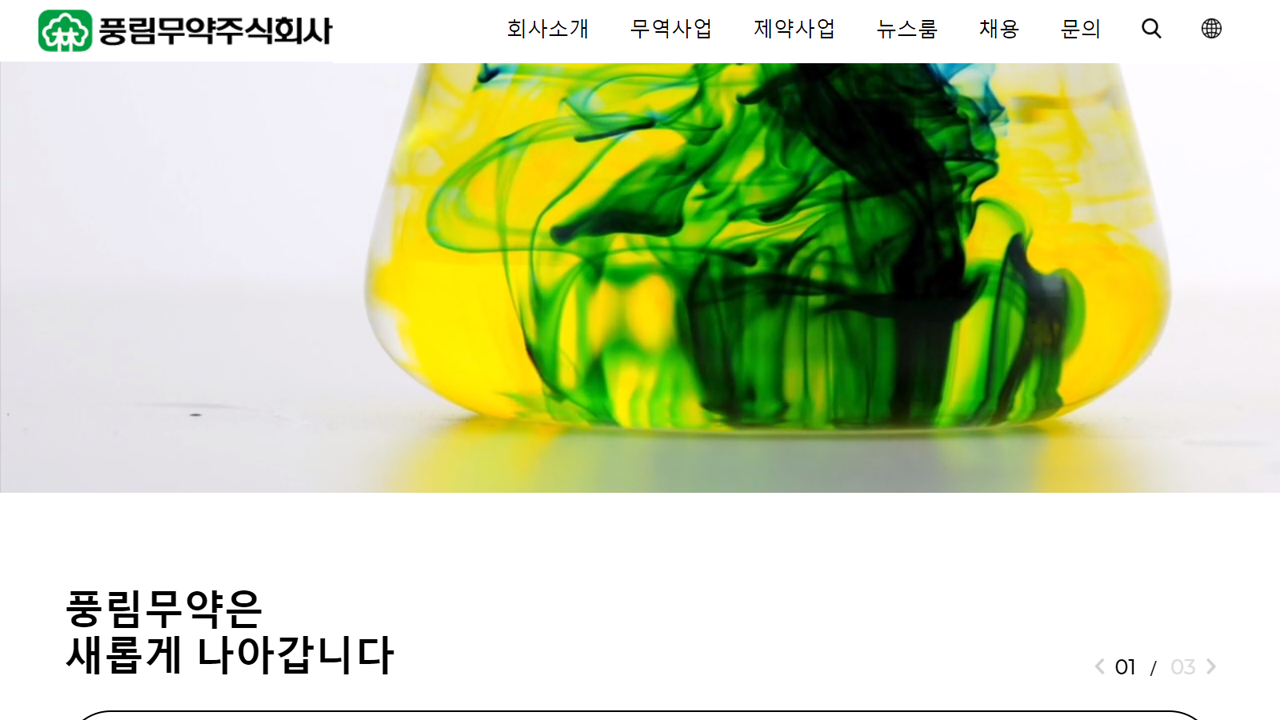 풍림무약주식회사
회사소개 무역사업 제약사업 뉴스룸 채용 문의
풍림무약은
새롭게 나아갑니다
01 / 03